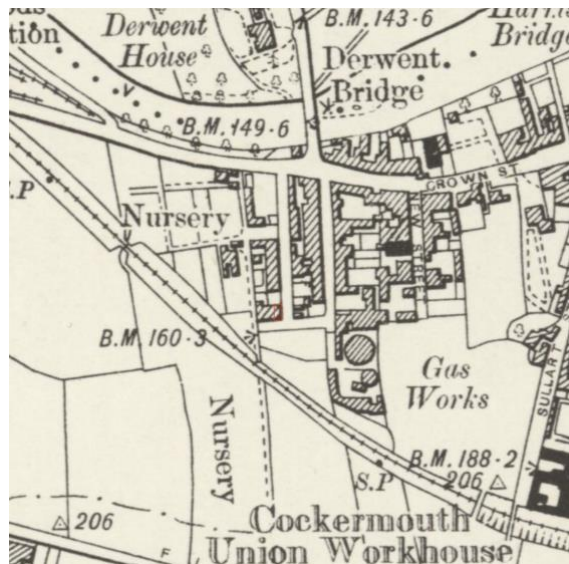 Derwent
House
tion
B.M. 143·6
Bridge
Derwent
Bridge
B.M. 149·6
CROWN S
S.P
Nursery
B.M. 160·3
Gas
Works
Nursery
SULLART S
B.M. 188·2
206
S.P
206
Cockermouth
Union Workhouse
F